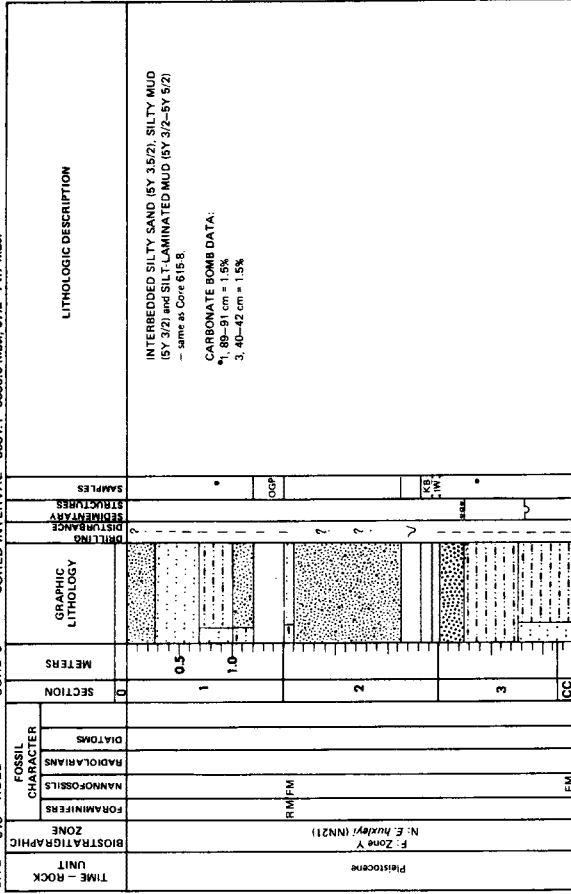 TIME – ROCK
UNIT
BIOSTRATIGRAPHIC
ZONE
FOSSIL
CHARACTER
FORAMINIFERS
NANNOFOSSILS
RADIOLARIANS
DIATOMS
SECTION
METERS
GRAPHIC
LITHOLOGY
DRILLING
DISTURBANCE
SEDIMENTARY
STRUCTURES
SAMPLES
LITHOLOGIC DESCRIPTION
Pleistocene
F: Zone Y
N: E. huxleyi (NN21)
RM FM
FM
0
1
2
3
CC
0.5
1.0
?
?
?
OGP
KB
IW
INTERBEDDED SILTY SAND (5Y 3.5/2), SILTY MUD
(5Y 3/2) and SILT-LAMINATED MUD (5Y 3/2–5Y 5/2)
– same as Core 615-8.
CARBONATE BOMB DATA:
•1, 89–91 cm = 1.5%
3, 40–42 cm = 1.5%